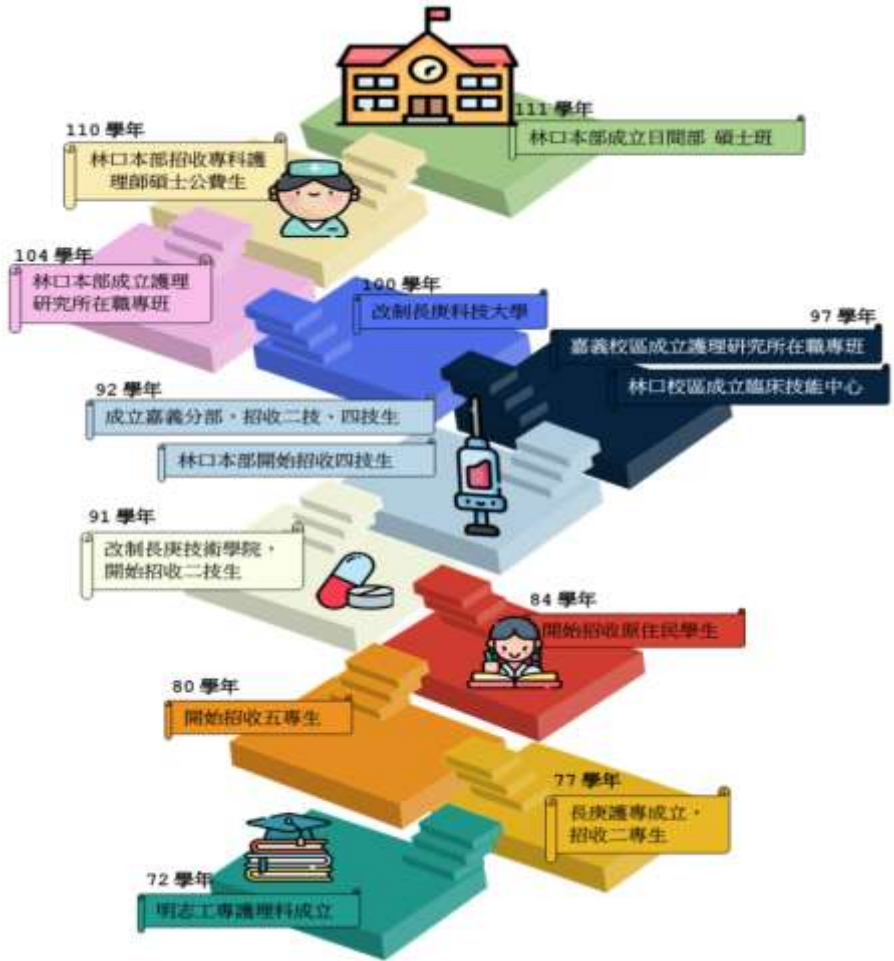 111 學年
林口本部成立日間部 碩士班
110 學年
林口本部招收專科護
理師碩士公費生
104 學年
林口本部成立護理
研究所在職專班
100 學年
改制長庚科技大學
97 學年
嘉義校區成立護理研究所在職專班
林口校區成立臨床技能中心
92 學年
成立嘉義分部，招收二技、四技生
林口本部開始招收四技生
91 學年
改制長庚技術學院，
開始招收二技生
84 學年
開始招收原住民學生
80 學年
開始招收五專生
77 學年
長庚護專成立，
招收二專生
72 學年
明志工專護理科成立